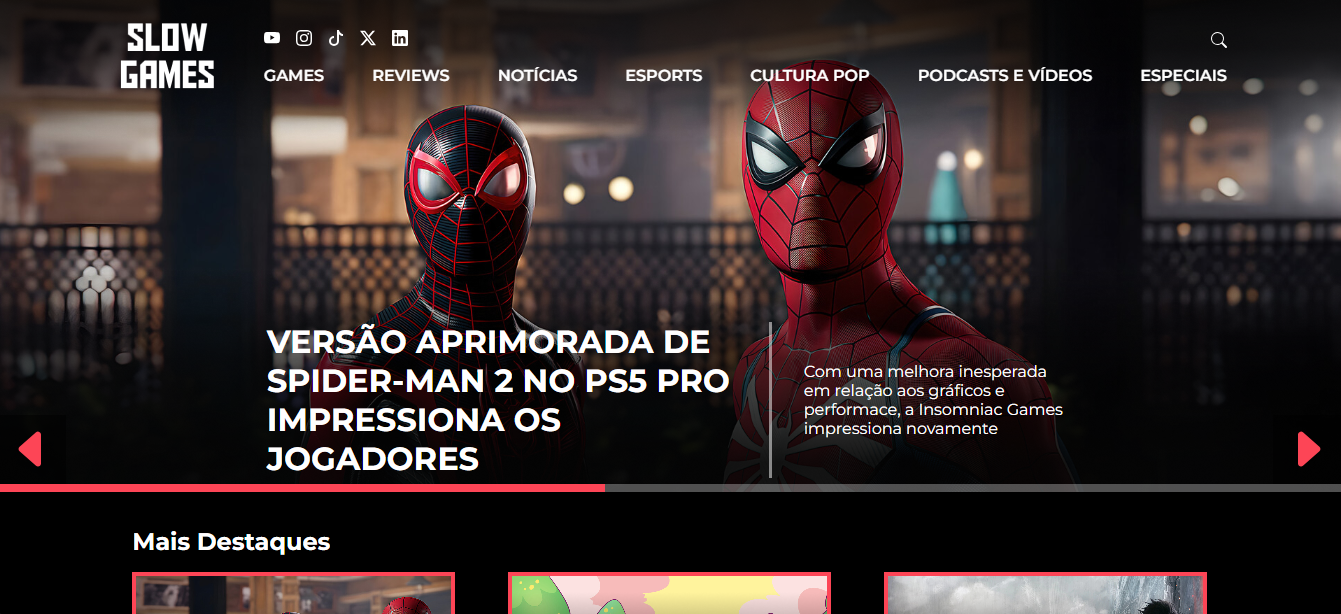 SLOW
GAMES
GAMES REVIEWS NOTÍCIAS ESPORTS CULTURA POP PODCASTS E VÍDEOS ESPECIAIS
VERSÃO APRIMORADA DE
SPIDER-MAN 2 NO PS5 PRO
IMPRESSIONA OS
JOGADORES
Com uma melhora inesperada
em relação aos gráficos e
performace, a Insomniac Games
impressiona novamente
Mais Destaques